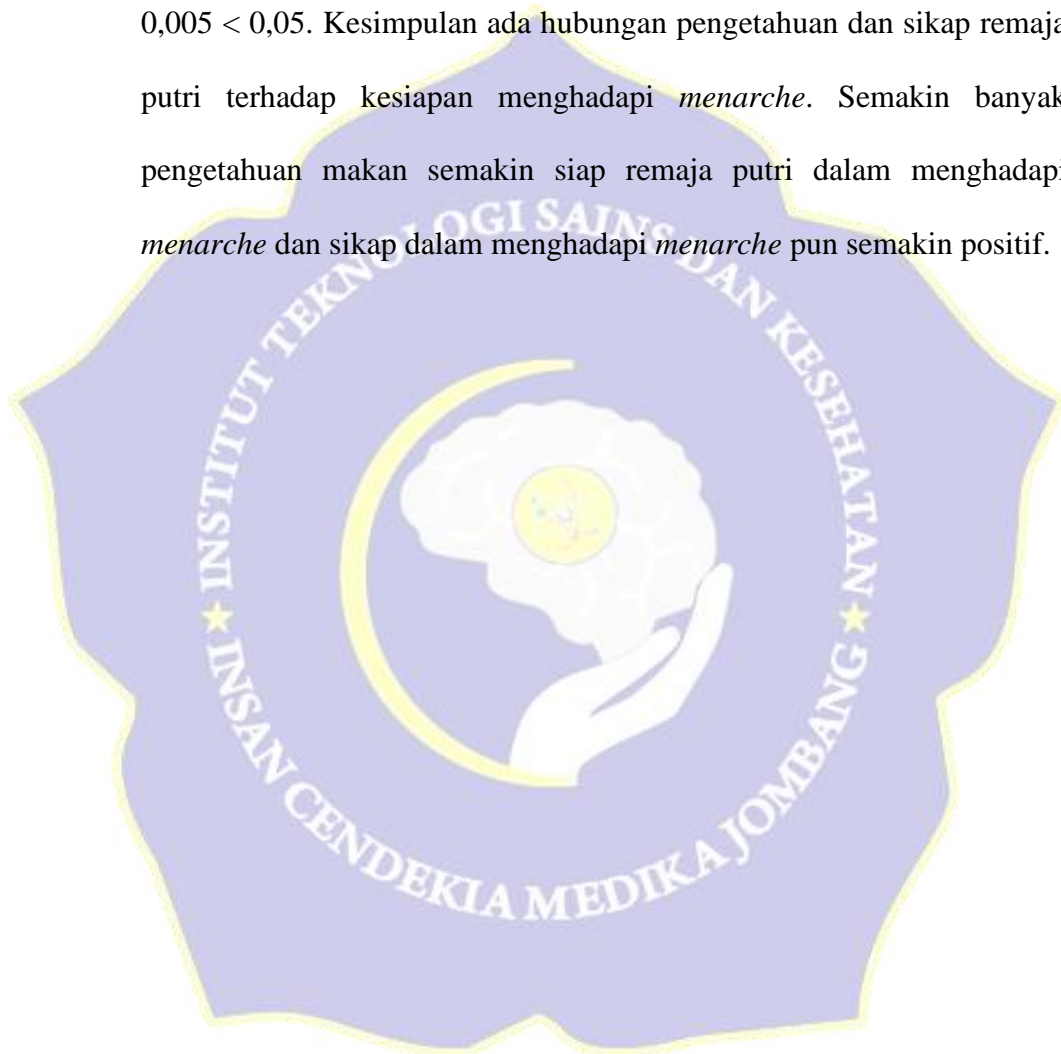 0,005 < 0,05. Kesimpulan ada hubungan pengetahuan dan sikap remaja
putri terhadap kesiapan menghadapi menarche. Semakin banyak
pengetahuan makan semakin siap remaja putri dalam menghadapi
menarche dan sikap dalam menghadapi menarche pun semakin positif.
INSTITUT TEKNOLOGI SAINS DAN KESEHATAN
INSAN CENDEKIA MEDIKA JOMBANG